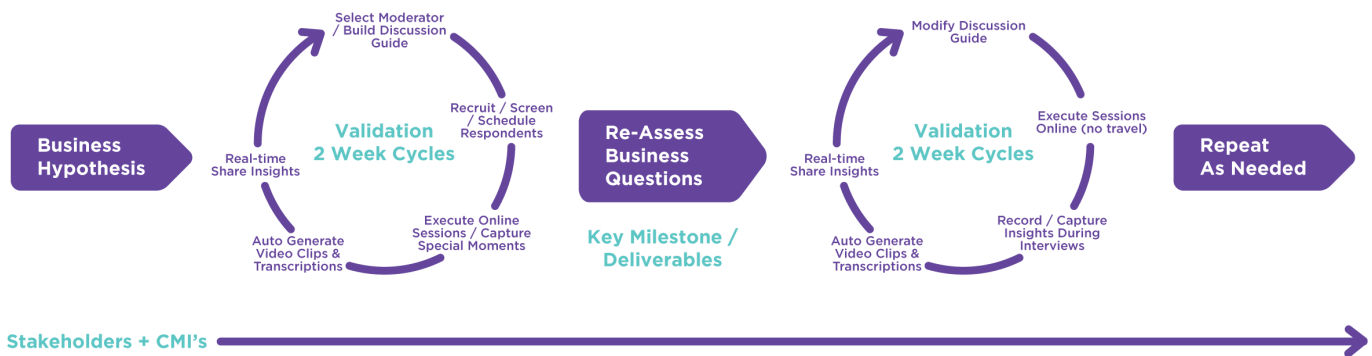 Business
Hypothesis
Select Moderator
/ Build Discussion
Guide
Recruit / Screen
/ Schedule
Respondents
Execute Online
Sessions / Capture
Special Moments
Auto Generate
Video Clips &
Transcriptions
Real-time
Share Insights
Validation
2 Week Cycles
Re-Assess
Business
Questions
Key Milestone /
Deliverables
Modify Discussion
Guide
Execute Sessions
Online (no travel)
Record / Capture
Insights During
Interviews
Auto Generate
Video Clips &
Transcriptions
Real-time
Share Insights
Validation
2 Week Cycles
Repeat
As Needed
Stakeholders + CMI's